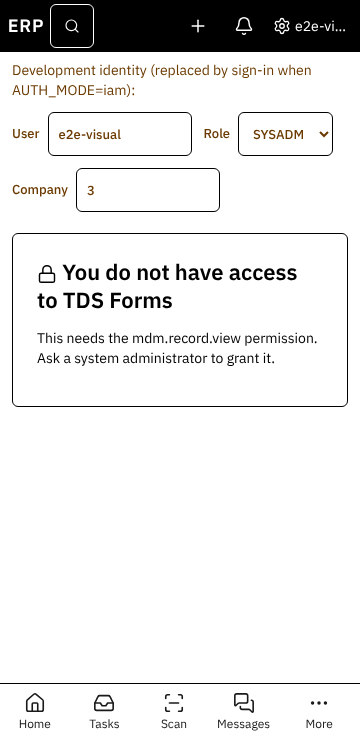 ERP
e2e-vi...
Development identity (replaced by sign-in when
AUTH_MODE=iam):
User e2e-visual Role SYSADM
Company 3
You do not have access
to TDS Forms
This needs the mdm.record.view permission.
Ask a system administrator to grant it.
Home Tasks Scan Messages More